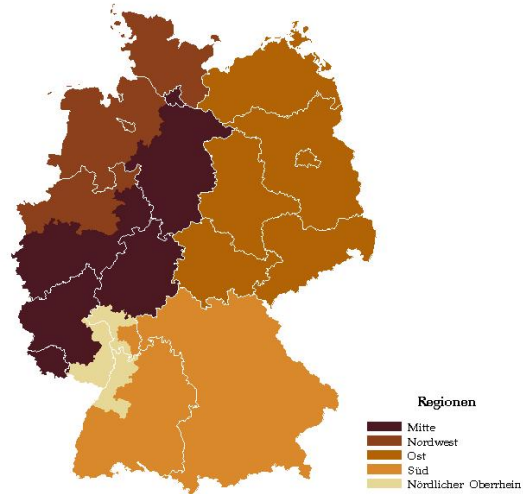 Regionen
Mitte
Nordwest
Ost
Süd
Nördlicher Oberrhein